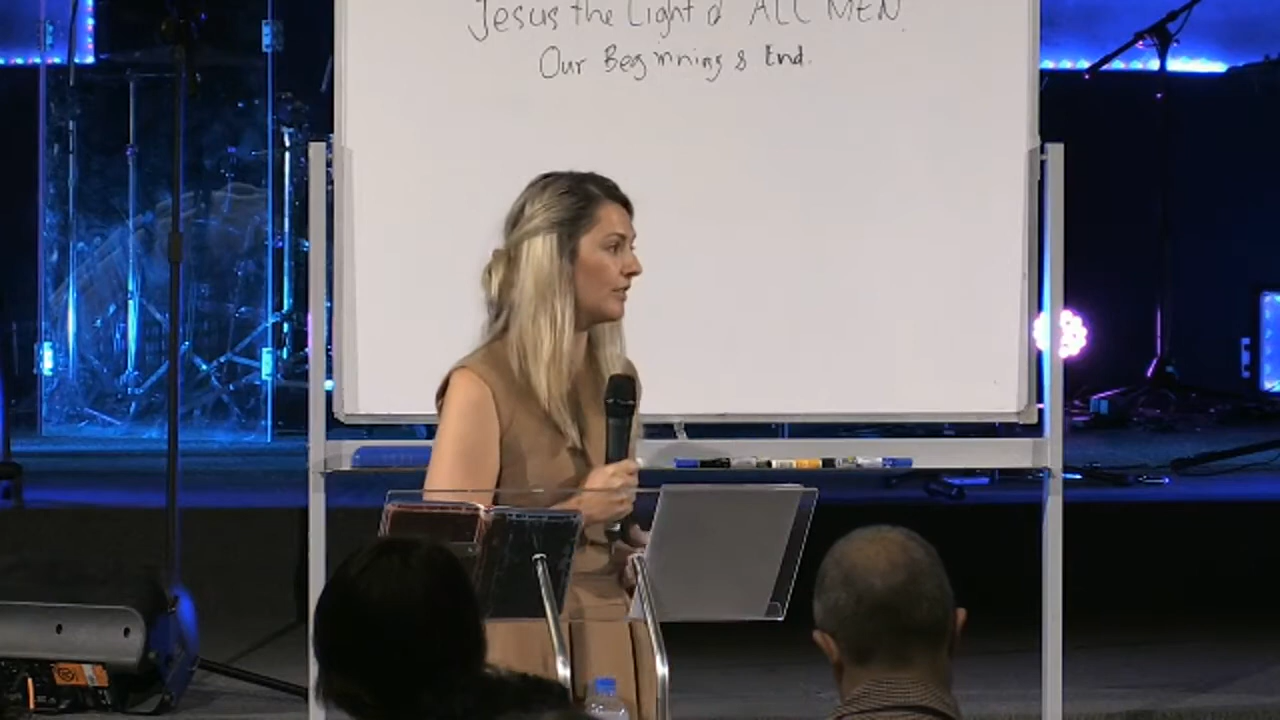 Jesus the Light of ALL MEN.
Our Beginning & End.